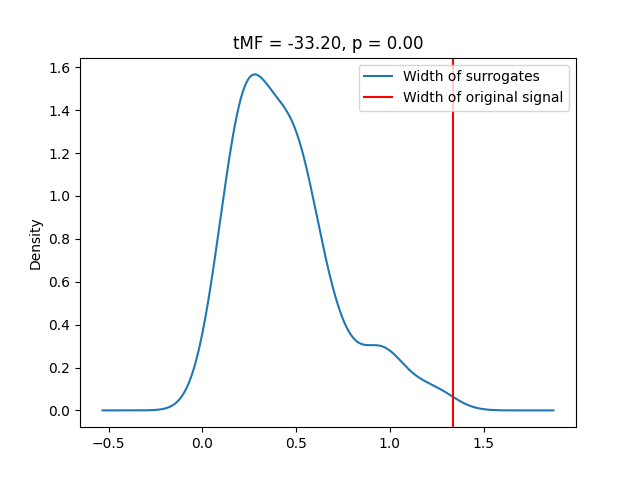 tMF = -33.20, p = 0.00
Width of surrogates
Width of original signal
Density
1.6
1.4
1.2
1.0
0.8
0.6
0.4
0.2
0.0
−0.5 0.0 0.5 1.0 1.5